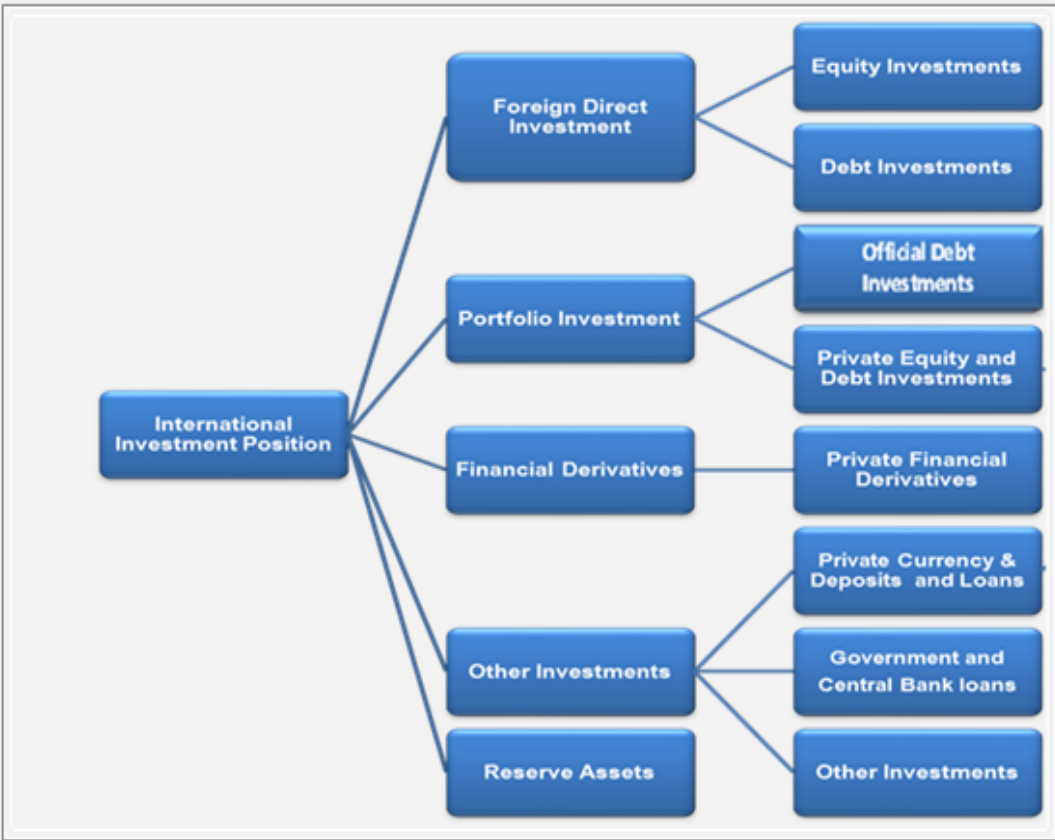 Equity Investments
Foreign Direct
Investment
Debt Investments
Official Debt
Investments
Portfolio Investment
Private Equity and
Debt Investments
International
Investment Position
Financial Derivatives
Private Financial
Derivatives
Private Currency &
Deposits and Loans
Other Investments
Government and
Central Bank loans
Reserve Assets
Other Investments